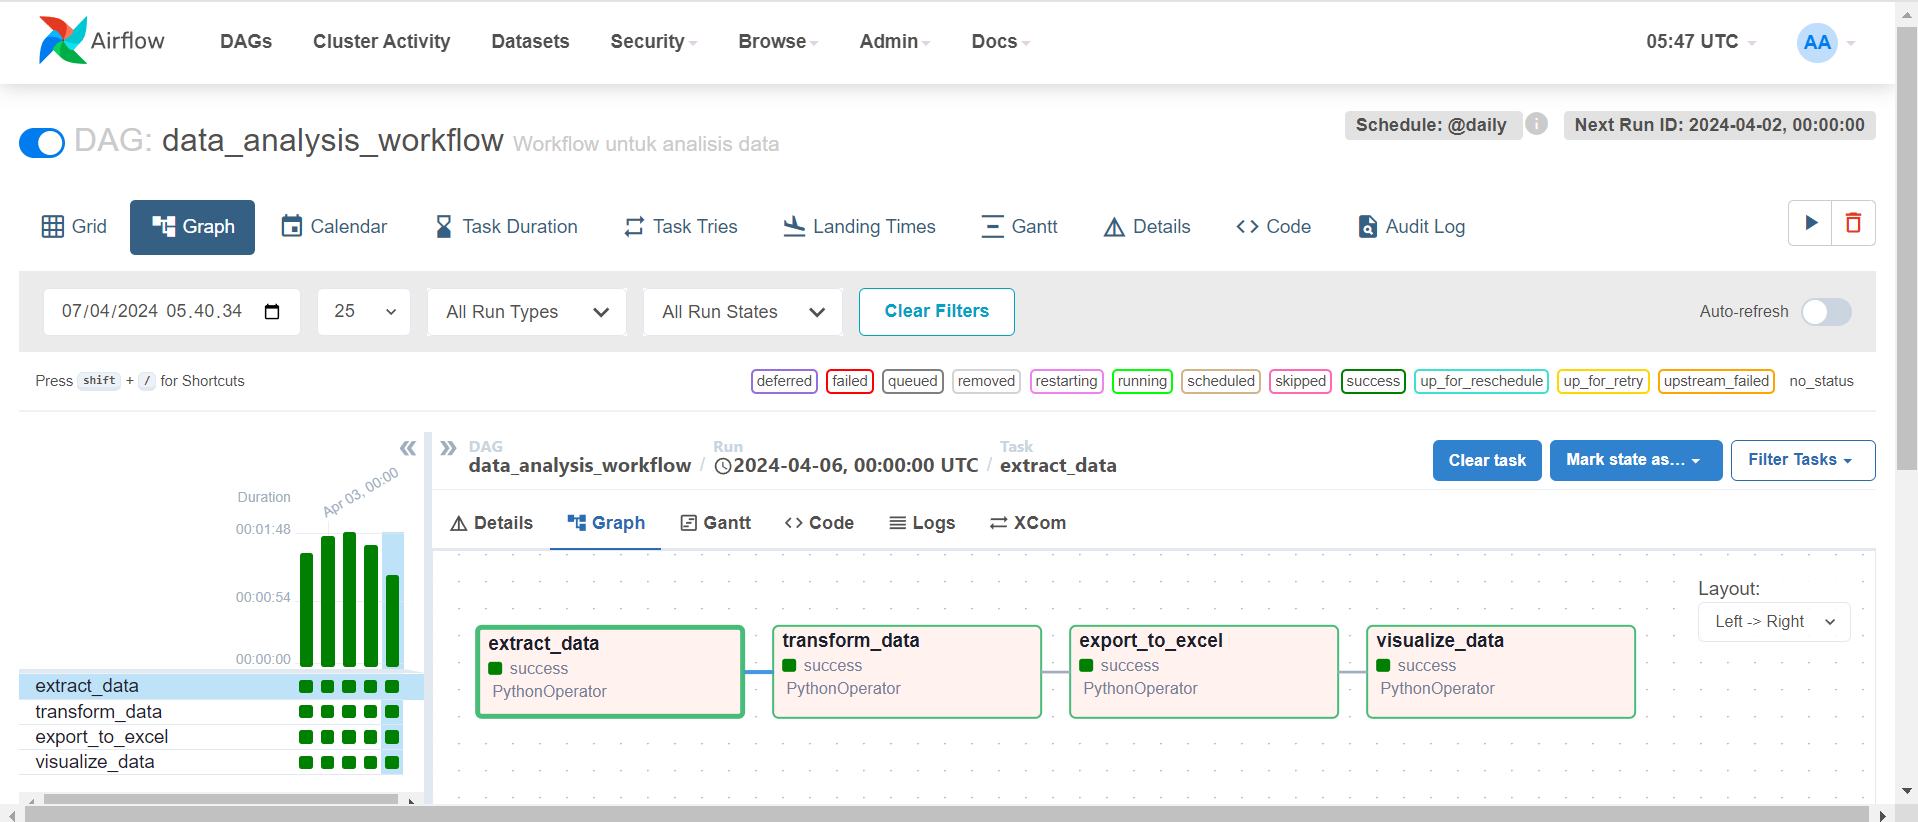 Airflow DAGs Cluster Activity Datasets Security Browse Admin Docs 05:47 UTC AA
Schedule: @daily Next Run ID: 2024-04-02, 00:00:00
DAG: data_analysis_workflow Workflow untuk analisis data
Grid Graph Calendar Task Duration Task Tries Landing Times Gantt Details Code Audit Log
07/04/2024 05.40.34 25 All Run Types All Run States Clear Filters Auto-refresh
Press shift + / for Shortcuts deferred failed queued removed restarting running scheduled skipped success up_for_reschedule up_for_retry upstream_failed no_status
Duration
Apr 03, 00:00
00:01:48
00:00:54
00:00:00
extract_data
transform_data
export_to_excel
visualize_data
DAG Run Task
data_analysis_workflow / 2024-04-06, 00:00:00 UTC / extract_data
Clear task Mark state as... Filter Tasks
Details Graph Gantt Code Logs XCom
Layout:
Left -> Right
extract_data
success
PythonOperator
transform_data
success
PythonOperator
export_to_excel
success
PythonOperator
visualize_data
success
PythonOperator